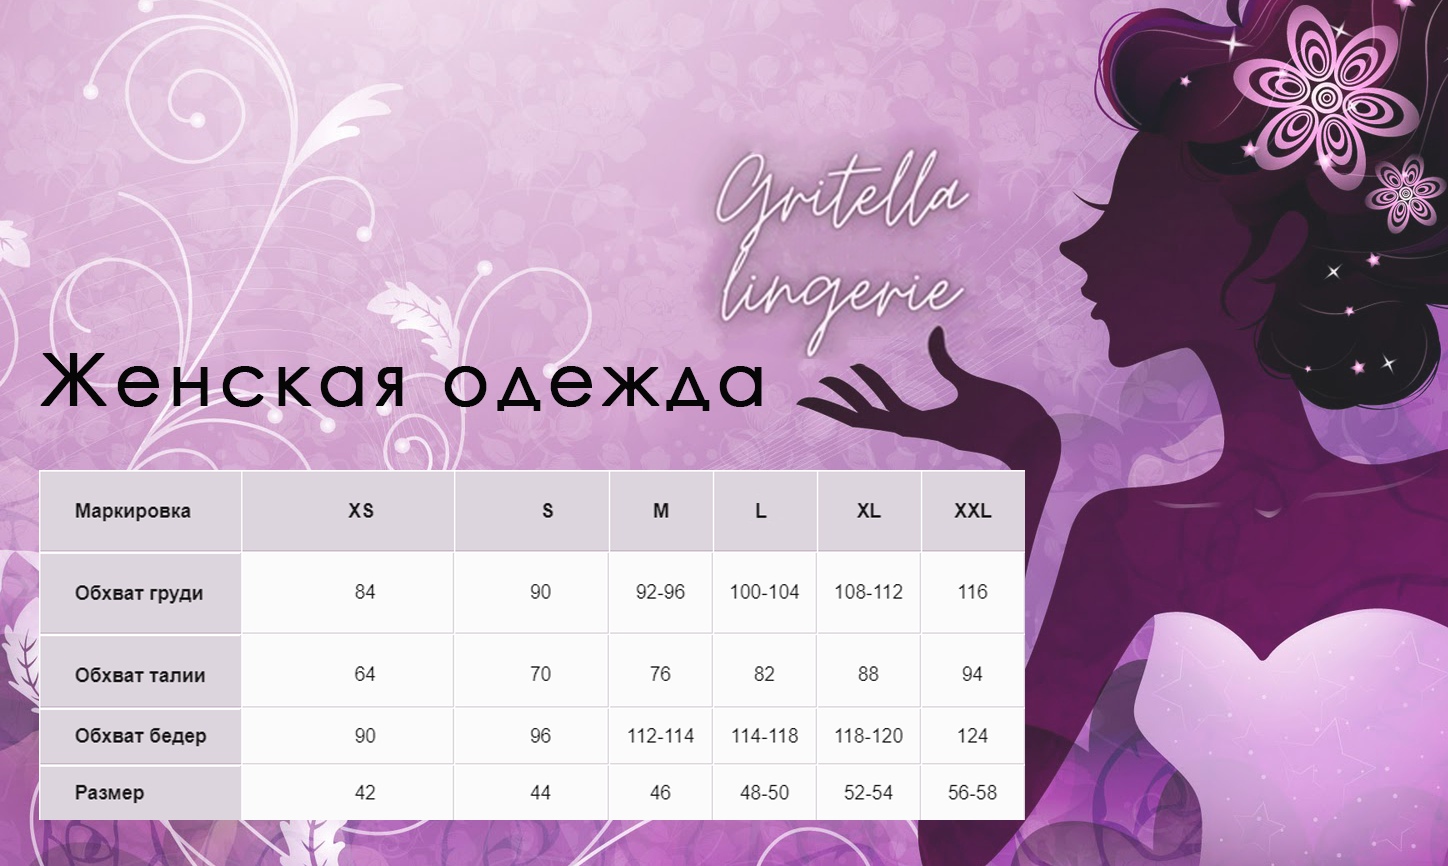 Gritella
lingerie
Женская одежда
Маркировка XS S M L XL XXL
Обхват груди 84 90 92-96 100-104 108-112 116
Обхват талии 64 70 76 82 88 94
Обхват бедер 90 96 112-114 114-118 118-120 124
Размер 42 44 46 48-50 52-54 56-58